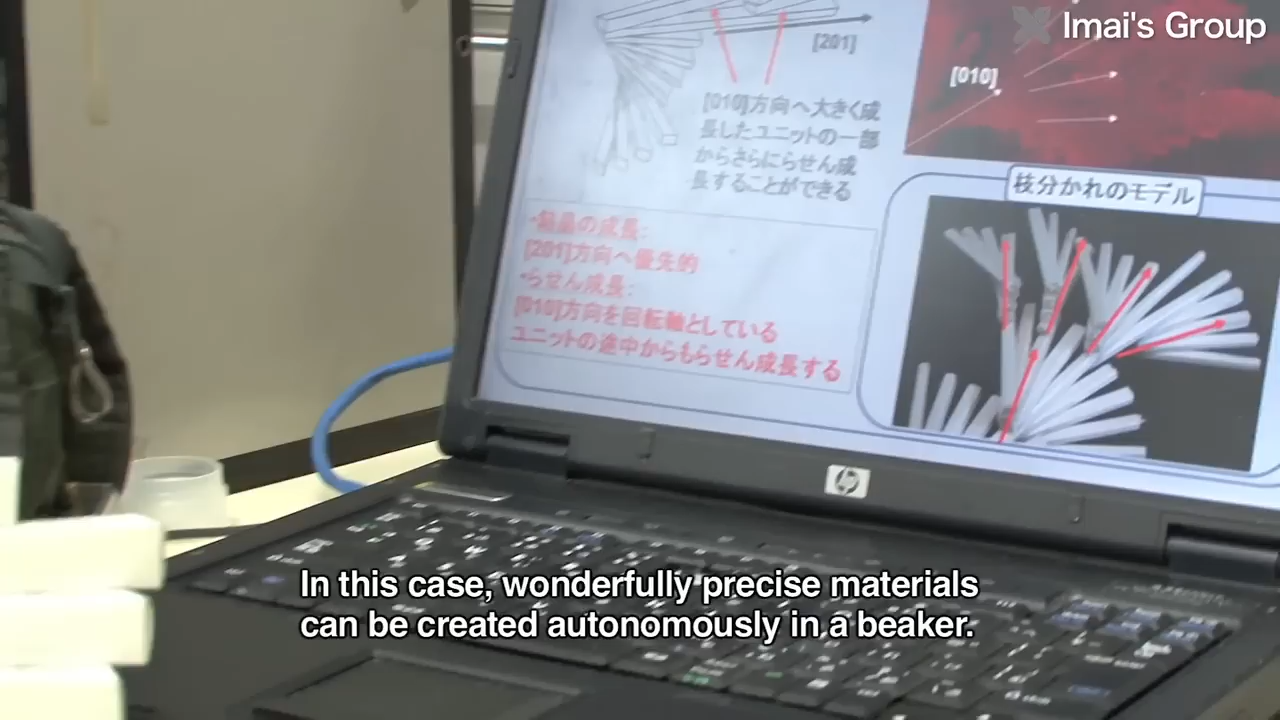 Imai's Group
[201]
[010]方向へ大きく成
長したユニットの一部
からさらにらせん成
長することができる
[010]
枝分かれのモデル
・結晶の成長：
[201]方向へ優先的
・らせん成長：
[010]方向を回転軸としている
ユニットの途中からもらせん成長する
hp
In this case, wonderfully precise materials
can be created autonomously in a beaker.